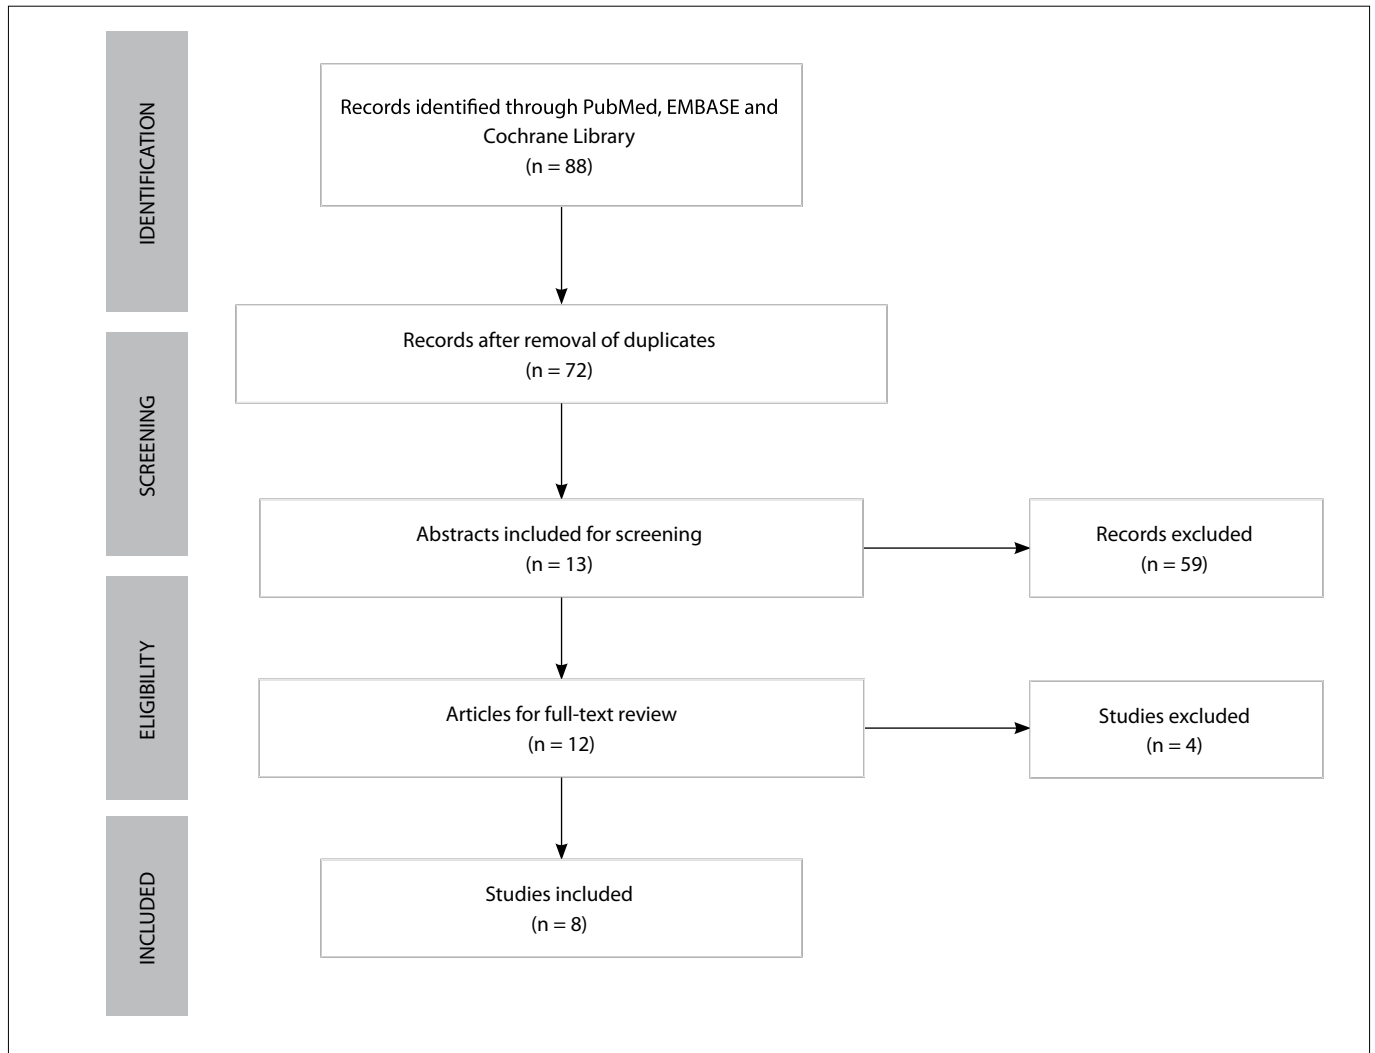 IDENTIFICATION
Records identified through PubMed, EMBASE and
Cochrane Library
(n = 88)
SCREENING
Records after removal of duplicates
(n = 72)
Abstracts included for screening
(n = 13)
Records excluded
(n = 59)
ELIGIBILITY
Articles for full-text review
(n = 12)
Studies excluded
(n = 4)
INCLUDED
Studies included
(n = 8)